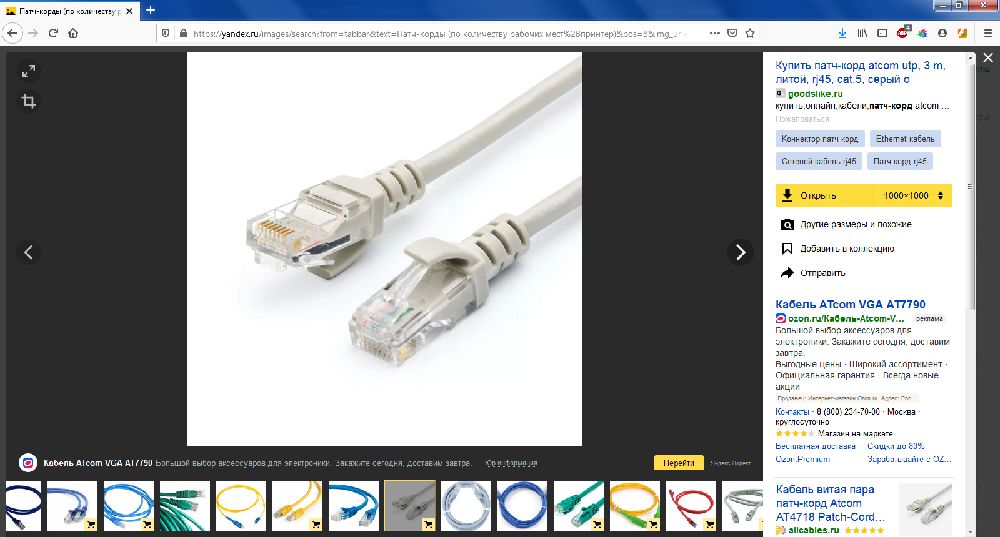 Патч-корды (по количеству р
https://yandex.ru/images/search?from=tabbar&text=Патч-корды (по количеству рабочих мест%2Bпринтер)&pos=8&img_url=
ABP
4
Купить патч-корд atcom utp, 3 m,
литой, rj45, cat.5, серый о
goodslike.ru
купить,онлайн,кабели,патч-корд atcom ...
Пожаловаться
Коннектор патч корд
Ethernet кабель
Сетевой кабель rj45
Патч-корд rj45
Открыть
1000×1000
Другие размеры и похожие
Добавить в коллекцию
Отправить
Кабель ATcom VGA AT7790
ozon.ru/Кабель-Atcom-V...
реклама
Большой выбор аксессуаров для
электроники. Закажите сегодня, доставим
завтра.
Выгодные цены · Широкий ассортимент ·
Официальная гарантия · Всегда новые
акции
Продавец: Интернет-магазин Ozon.ru. Адрес: Рос...
Контакты · 8 (800) 234-70-00 · Москва ·
круглосуточно
Магазин на маркете
Бесплатная доставка
Скидки до 80%
Ozon.Premium
Зарабатывайте с OZ...
Кабель ATcom VGA AT7790 Большой выбор аксессуаров для электроники. Закажите сегодня, доставим завтра.
Юр.информация
Перейти
Яндекс.Директ
Кабель витая пара
патч-корд Atcom
AT4718 Patch-Cord...
allcables.ru